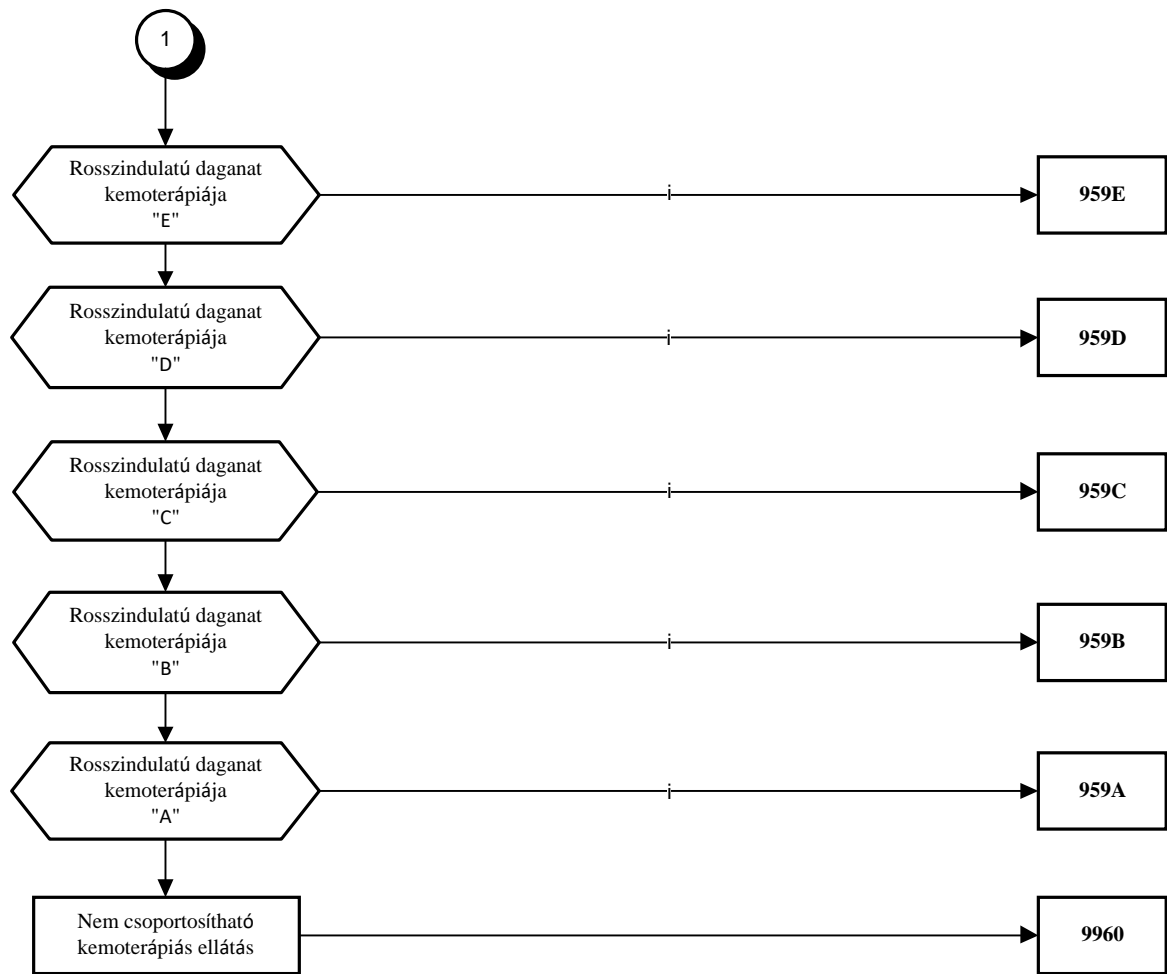 1
Rosszindulatú daganat
kemoterápiája
"E"
i
959E
Rosszindulatú daganat
kemoterápiája
"D"
i
959D
Rosszindulatú daganat
kemoterápiája
"C"
i
959C
Rosszindulatú daganat
kemoterápiája
"B"
i
959B
Rosszindulatú daganat
kemoterápiája
"A"
i
959A
Nem csoportosítható
kemoterápiás ellátás
9960